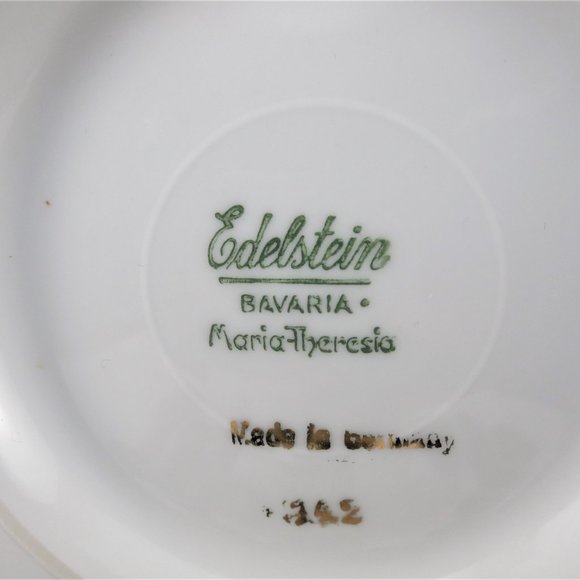 Edelstein
BAVARIA
Maria-Theresia
Made in Germany
342